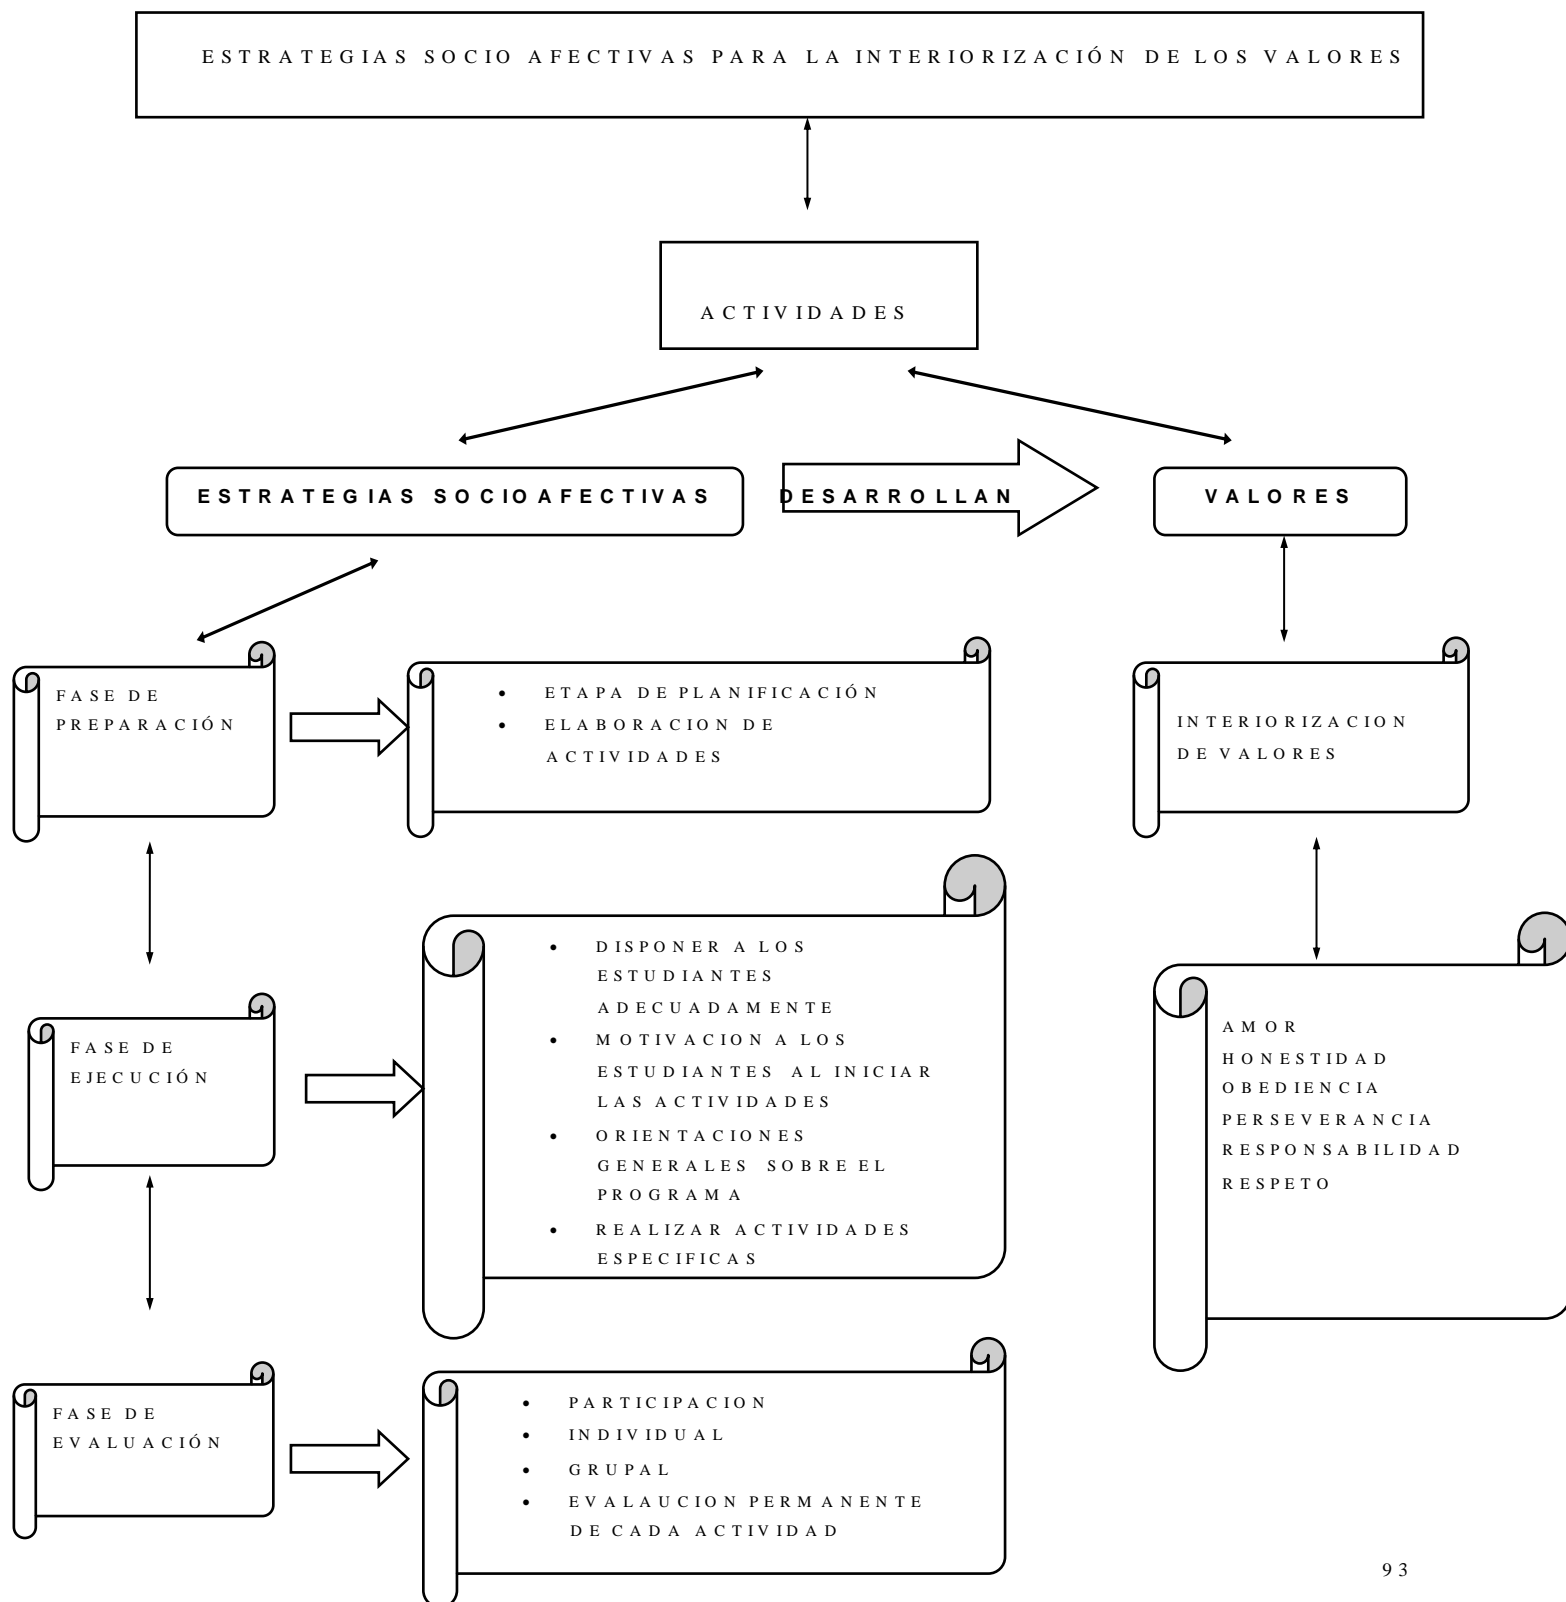 ESTRATEGIAS SOCIO AFECTIVAS PARA LA INTERIORIZACIÓN DE LOS VALORES
ACTIVIDADES
ESTRATEGIAS SOCIOAFECTIVAS
DESARROLLAN
VALORES
FASE DE
PREPARACIÓN
• ETAPA DE PLANIFICACIÓN
• ELABORACION DE
ACTIVIDADES
INTERIORIZACION
DE VALORES
FASE DE
EJECUCIÓN
• DISPONER A LOS
ESTUDIANTES
ADECUADAMENTE
• MOTIVACION A LOS
ESTUDIANTES AL INICIAR
LAS ACTIVIDADES
• ORIENTACIONES
GENERALES SOBRE EL
PROGRAMA
• REALIZAR ACTIVIDADES
ESPECIFICAS
AMOR
HONESTIDAD
OBEDIENCIA
PERSEVERANCIA
RESPONSABILIDAD
RESPETO
FASE DE
EVALUACIÓN
• PARTICIPACION
• INDIVIDUAL
• GRUPAL
• EVALAUCION PERMANENTE
DE CADA ACTIVIDAD
93